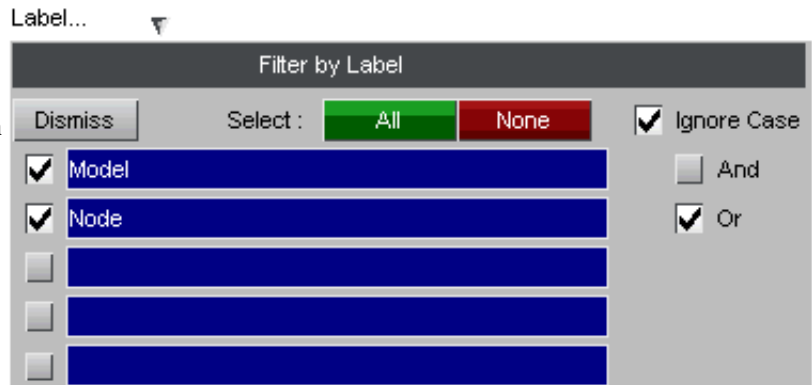 Label...
Filter by Label
Dismiss Select : All None Ignore Case
Model And
Node Or